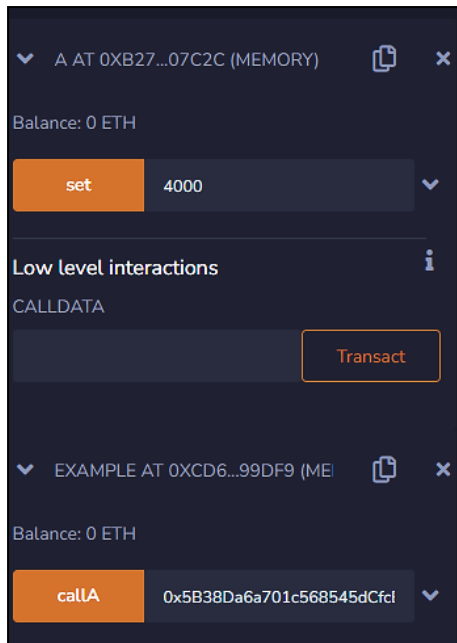 A AT 0XB27...07C2C (MEMORY)
Balance: 0 ETH
set 4000
Low level interactions
CALLDATA
Transact
EXAMPLE AT 0XCD6...99DF9 (ME
Balance: 0 ETH
callA 0x5B38Da6a701c568545dCfcl